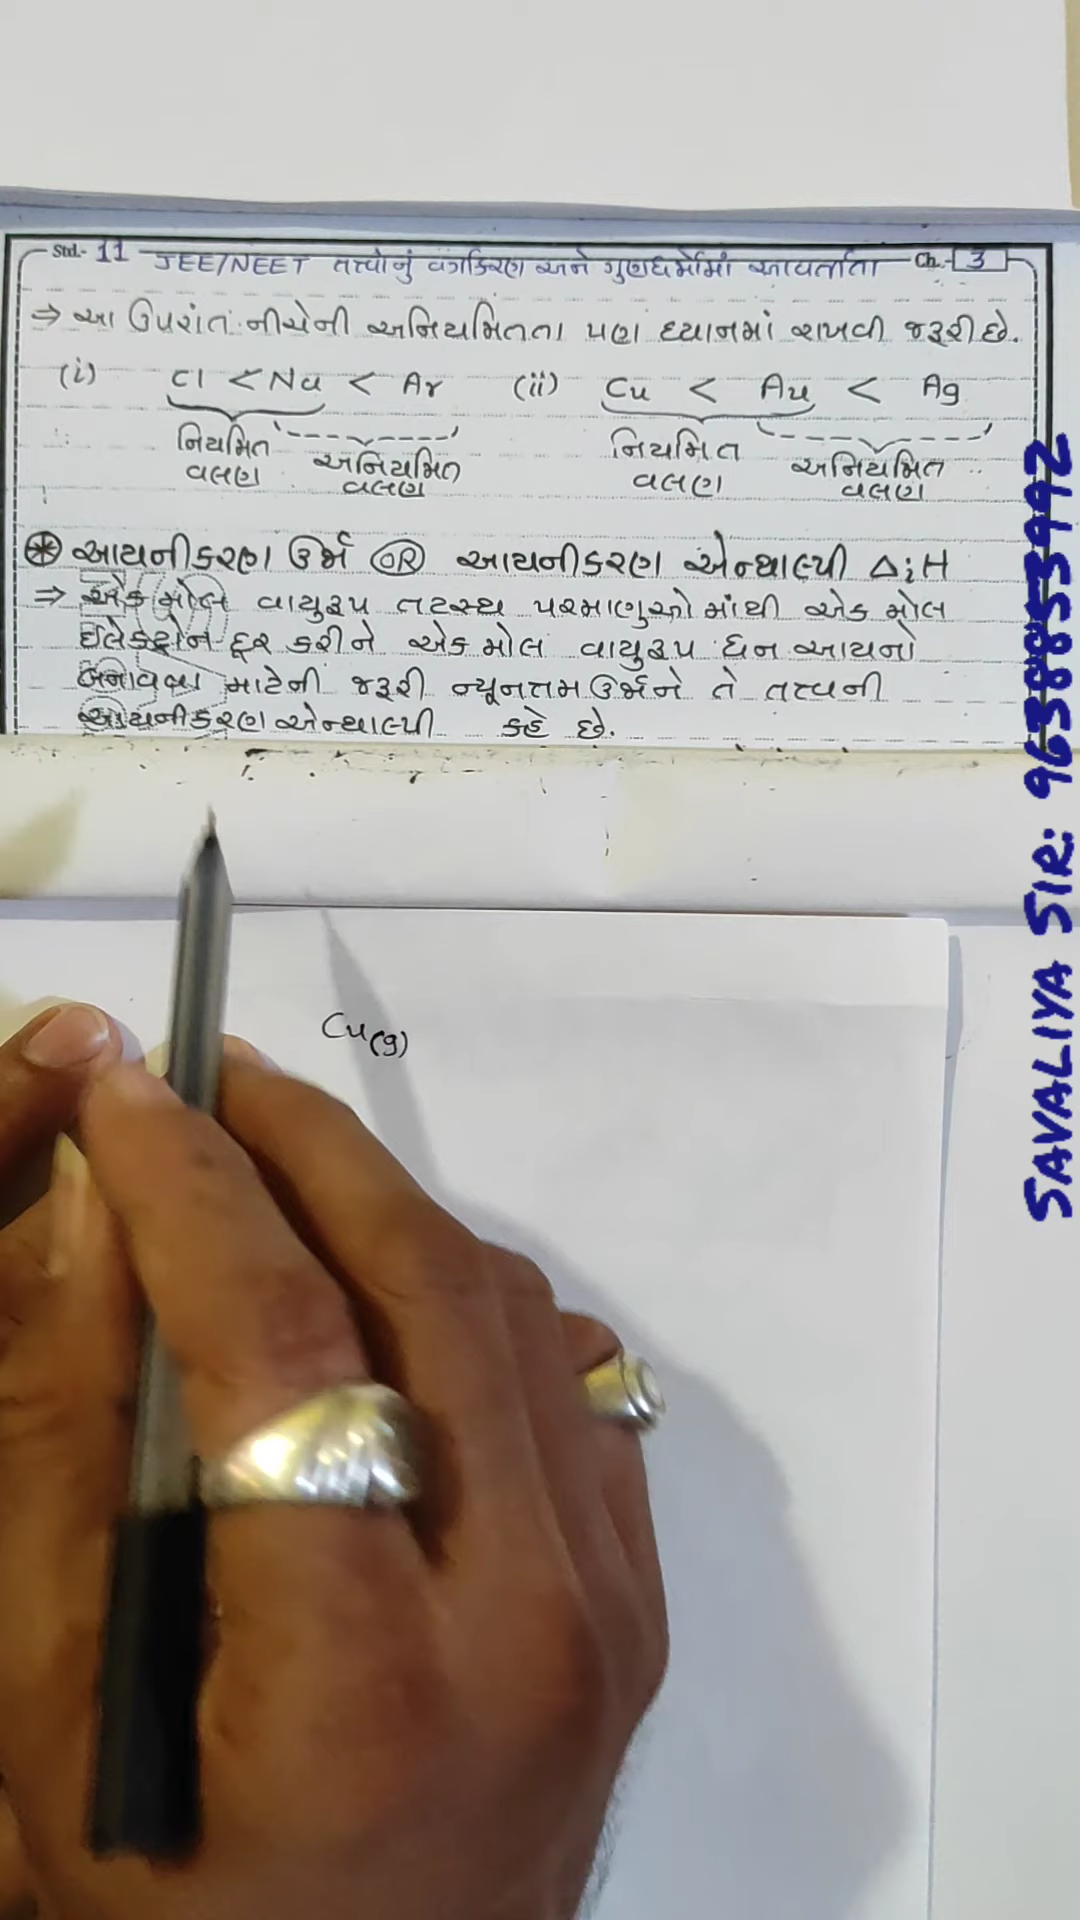 Std.- 11 JEE/NEET તત્ત્વોનું વર્ગીકરણ અને ગુણધર્મોમાં આવર્તીતા Ch.- 3
⇒ આ ઉપરાંત નીચેની અનિયમિતતા પણ ધ્યાનમાં રાખવી જરૂરી છે.
(i) Cl < Na < Ar (ii) Cu < Au < Ag
નિયમિત વલણ અનિયમિત વલણ નિયમિત વલણ અનિયમિત વલણ
⊛ આયનીકરણ ઉર્જા OR આયનીકરણ એન્થાલ્પી ΔiH
⇒ એક મોલ વાયુરૂપ તટસ્થ પરમાણુઓમાંથી એક મોલ
ઈલેક્ટ્રોન દૂર કરીને એક મોલ વાયુરૂપ ધન આયનો
બનાવવા માટેની જરૂરી ન્યૂનત્તમ ઉર્જાને તે તત્ત્વની
આયનીકરણ એન્થાલ્પી કહે છે.
Cu(g)
SAVALIYA SIR: 9638853992